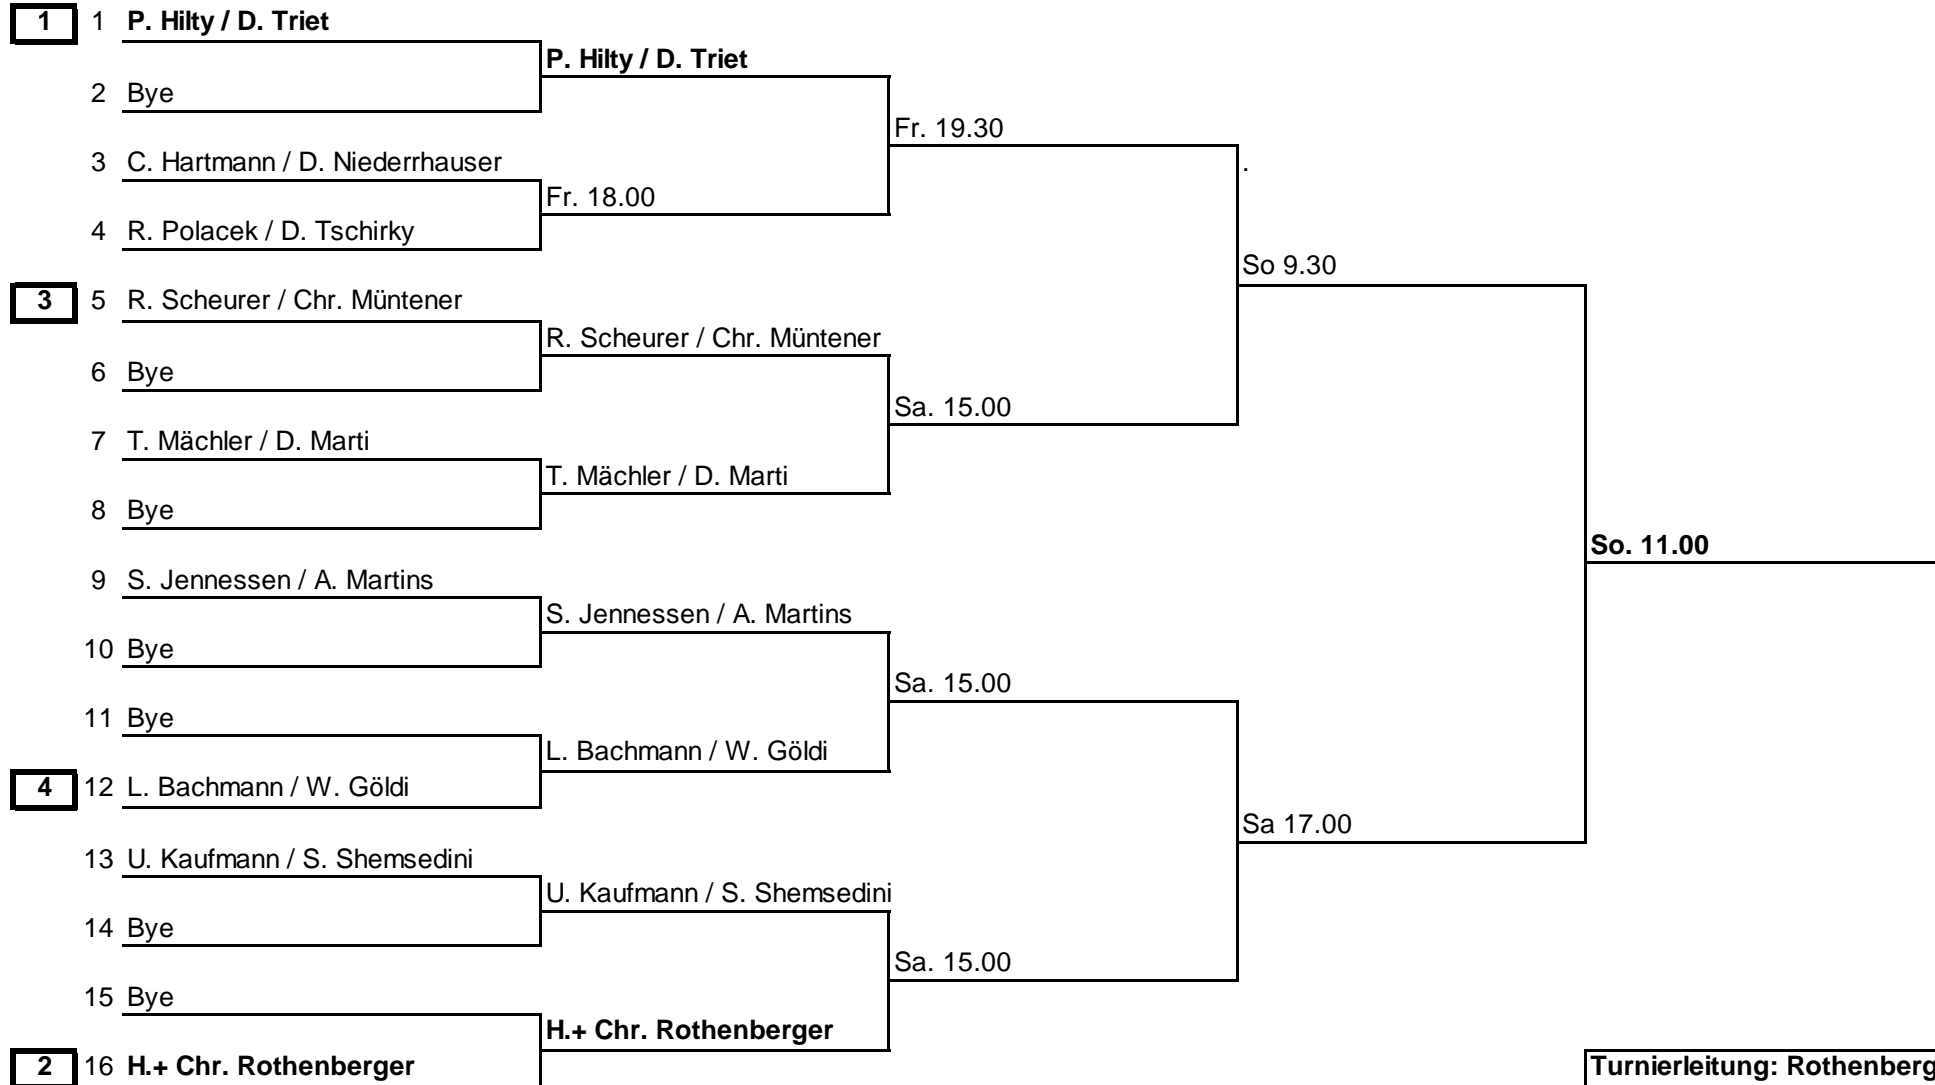 1 1 P. Hilty / D. Triet
P. Hilty / D. Triet
2 Bye
Fr. 19.30
3 C. Hartmann / D. Niederrhauser
.
Fr. 18.00
4 R. Polacek / D. Tschirky
So 9.30
3 5 R. Scheurer / Chr. Müntener
R. Scheurer / Chr. Müntener
6 Bye
Sa. 15.00
7 T. Mächler / D. Marti
T. Mächler / D. Marti
8 Bye
So. 11.00
9 S. Jennessen / A. Martins
S. Jennessen / A. Martins
10 Bye
Sa. 15.00
11 Bye
L. Bachmann / W. Göldi
4 12 L. Bachmann / W. Göldi
Sa 17.00
13 U. Kaufmann / S. Shemsedini
U. Kaufmann / S. Shemsedini
14 Bye
Sa. 15.00
15 Bye
H.+ Chr. Rothenberger
2 16 H.+ Chr. Rothenberger
Turnierleitung: Rothenberg